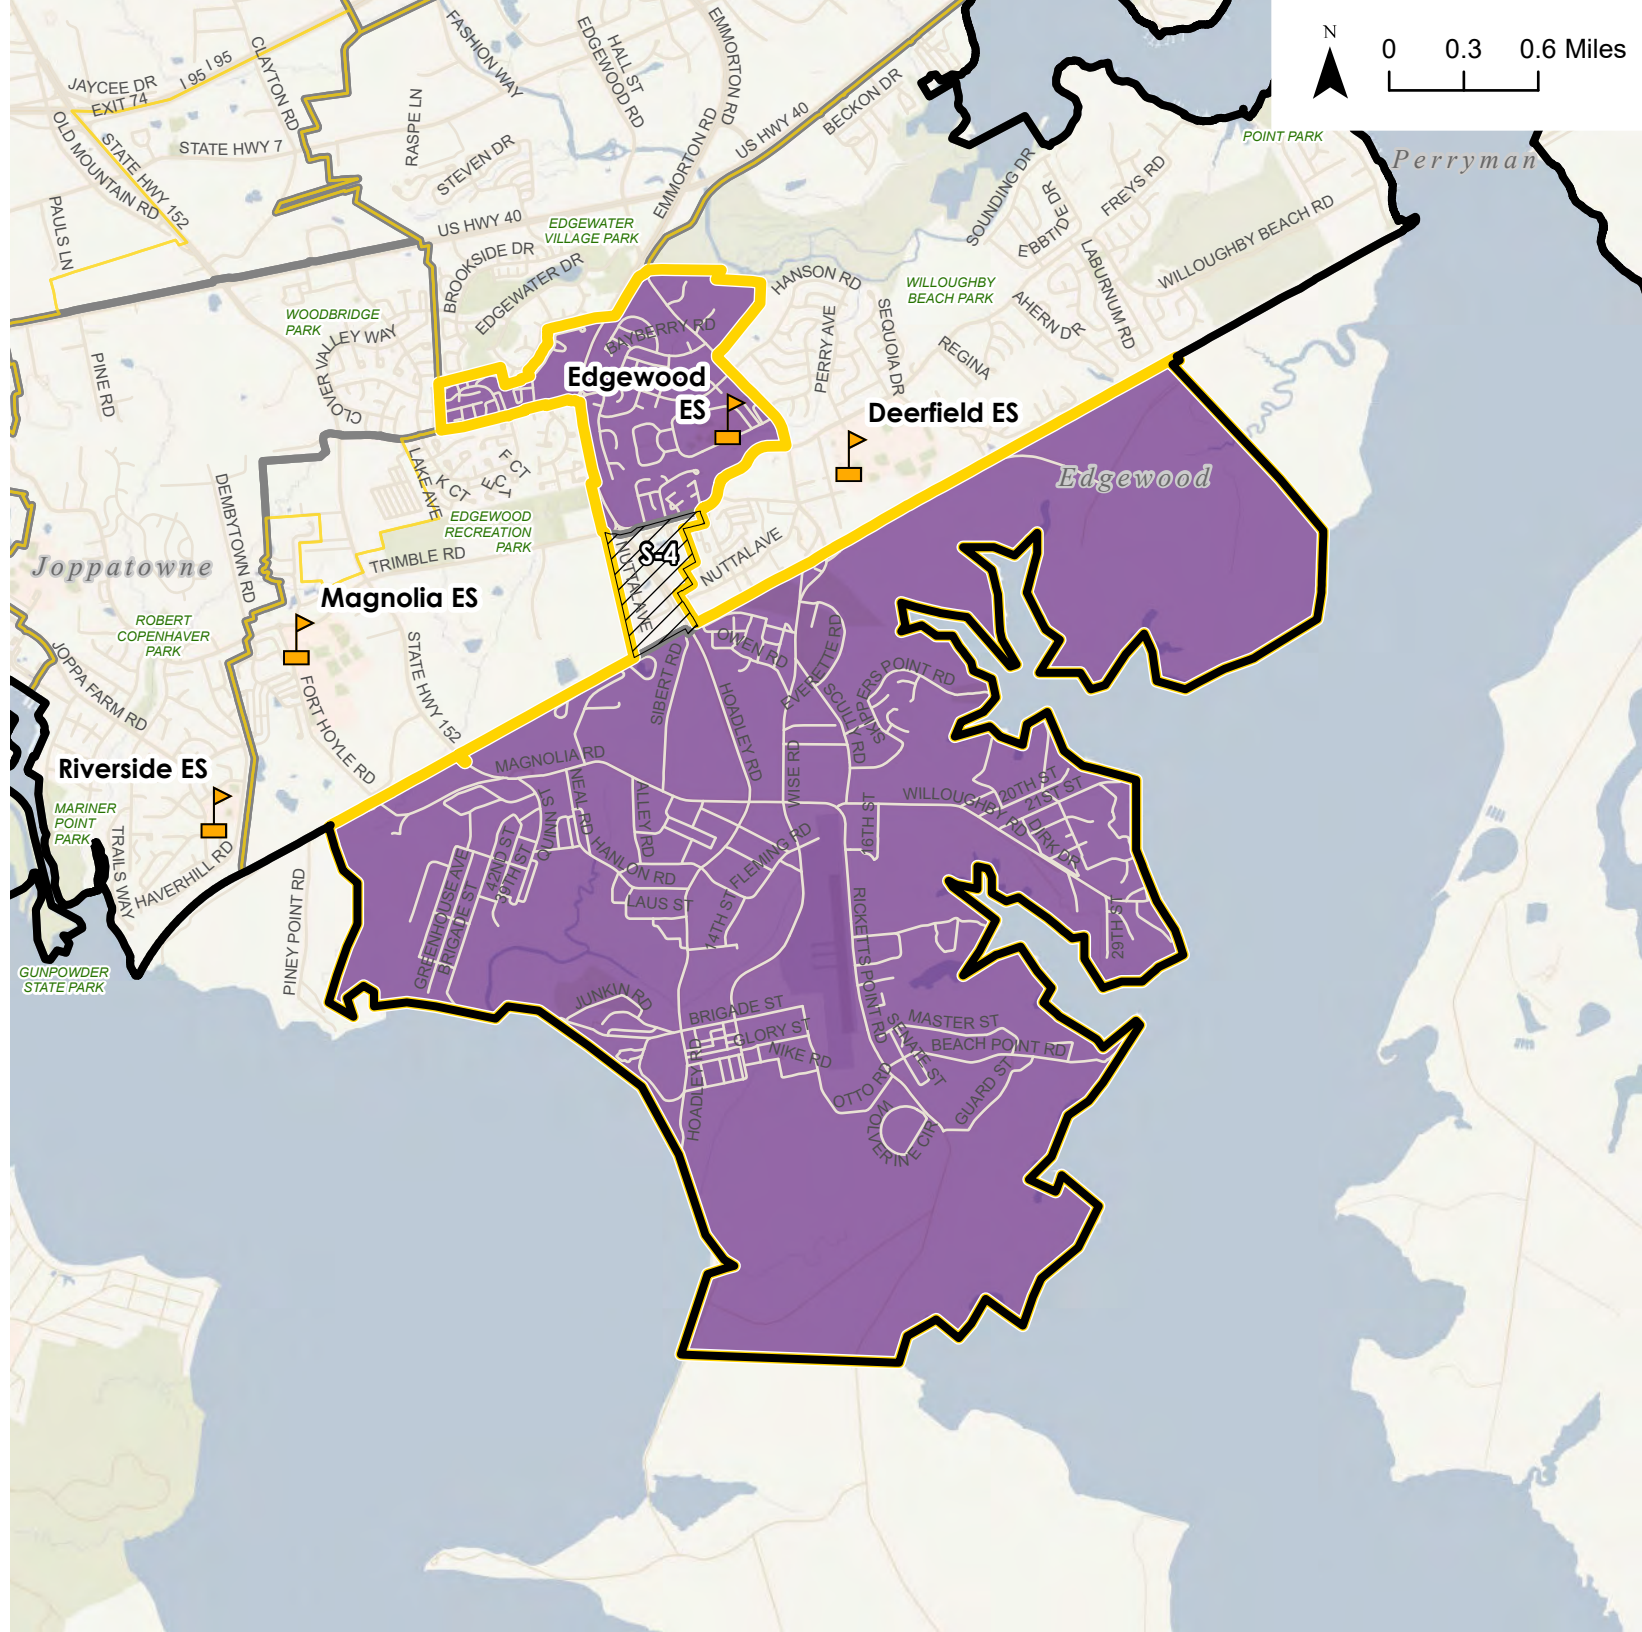 N
0 0.3 0.6 Miles
FASHION WAY
HALL ST
EDGEWOOD RD
EMMORTON RD
CLAYTON RD
I 95
I 95
JAYCEE DR
EXIT 74
BECKON DR
US HWY 40
RASPE LN
OLD MOUNTAIN RD
STATE HWY 152
STATE HWY 7
STEVEN DR
EMMORTON RD
POINT PARK
Perryman
SOUNDING DR
FREYS RD
EBBTIDE DR
WILLOUGHBY BEACH RD
PAULS LN
US HWY 40
EDGEWATER
VILLAGE PARK
BROOKSIDE DR
EDGEWATER DR
HANSON RD
WILLOUGHBY
BEACH PARK
LABURNUM RD
AHERN DR
WOODBRIDGE
PARK
CLOVER VALLEY WAY
BAYBERRY RD
PERRY AVE
SEQUOIA DR
REGINA
PINE RD
Edgewood
ES
Deerfield ES
F CT
E CT
K CT
LAKE AVE
Edgewood
DEMBYTOWN RD
EDGEWOOD
RECREATION
PARK
TRIMBLE RD
S-4
NUTTALAVE
NUTTALAVE
Joppatowne
Magnolia ES
ROBERT
COPENHAVER
PARK
JOPPA FARM RD
STATE HWY 152
FORT HOYLE RD
OWEN RD
EVERETTE RD
SIBERT RD
HOADLEY RD
SCULLY RD
SKIPPERS POINT RD
Riverside ES
MARINER
POINT
PARK
TRAILS WAY
HAVERHILL RD
MAGNOLIA RD
WISE RD
NEAL RD
ALLEY RD
QUINN ST
20TH ST
21ST ST
WILLOUGHBY RD
DIRK DR
16TH ST
42ND ST
39TH ST
HANLON RD
FLEMING RD
LAUS ST
14TH ST
GREENHOUSE AVE
BRIGADE ST
RICKETTS POINT RD
29TH ST
PINEY POINT RD
GUNPOWDER
STATE PARK
JUNKIN RD
BRIGADE ST
GLORY ST
NIKE RD
MASTER ST
BEACH POINT RD
SENATE ST
HOADLEY RD
OTTO RD
GUARD ST
WOLVERINE CIR